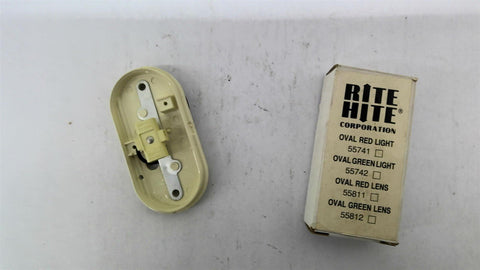 RITE
HITE®
CORPORATION
OVAL RED LIGHT
55741
OVAL GREEN LIGHT
55742
OVAL RED LENS
55811
OVAL GREEN LENS
55812